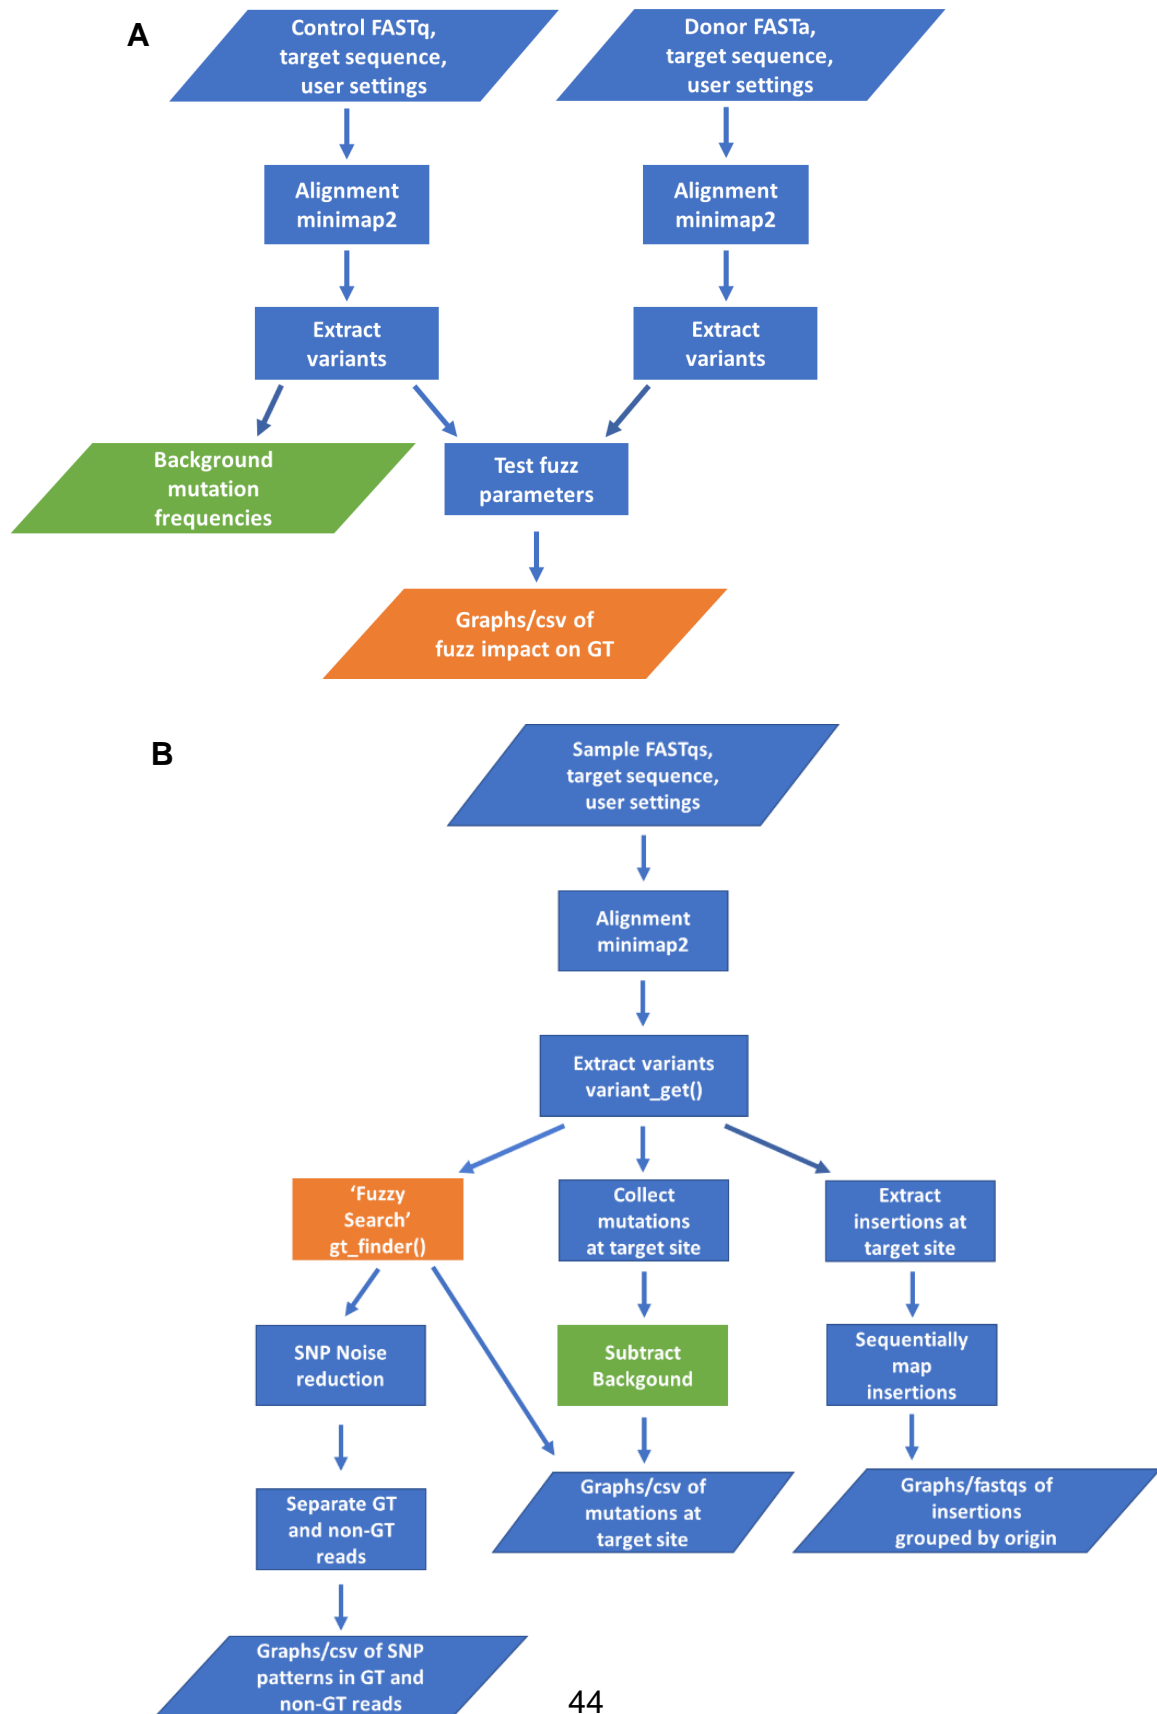 A
Control FASTq,
target sequence,
user settings
Donor FASTa,
target sequence,
user settings
Alignment
minimap2
Alignment
minimap2
Extract
variants
Extract
variants
Background
mutation
frequencies
Test fuzz
parameters
Graphs/csv of
fuzz impact on GT
B
Sample FASTqs,
target sequence,
user settings
Alignment
minimap2
Extract variants
variant_get()
‘Fuzzy
Search’
gt_finder()
Collect
mutations
at target site
Extract
insertions at
target site
SNP Noise
reduction
Subtract
Backgound
Sequentially
map
insertions
Separate GT
and non-GT
reads
Graphs/csv of
mutations at
target site
Graphs/fastqs of
insertions
grouped by origin
Graphs/csv of SNP
patterns in GT and
non-GT reads
44